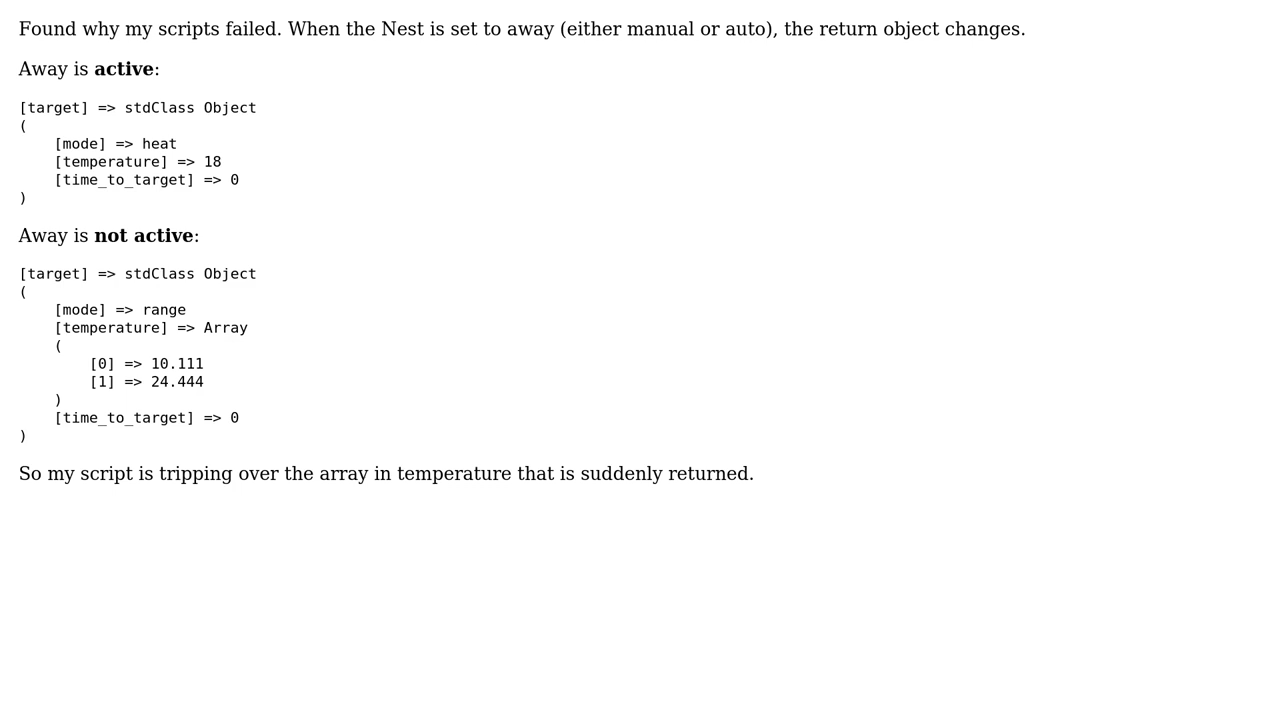 Found why my scripts failed. When the Nest is set to away (either manual or auto), the return object changes.
Away is active:
[target] => stdClass Object
(
    [mode] => heat
    [temperature] => 18
    [time_to_target] => 0
)
Away is not active:
[target] => stdClass Object
(
    [mode] => range
    [temperature] => Array
    (
        [0] => 10.111
        [1] => 24.444
    )
    [time_to_target] => 0
)
So my script is tripping over the array in temperature that is suddenly returned.